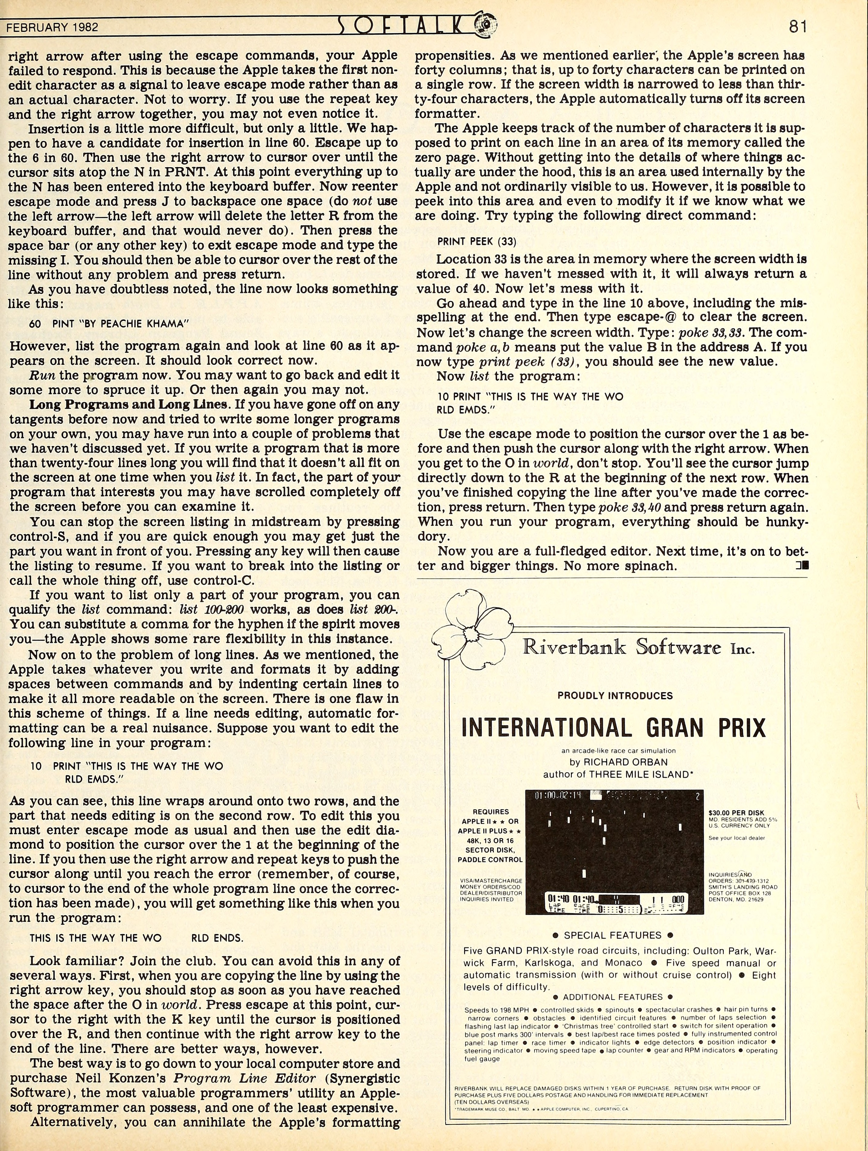 FEBRUARY 1982
SOFTALK
81
right arrow after using the escape commands, your Apple
failed to respond. This is because the Apple takes the first non-
edit character as a signal to leave escape mode rather than as
an actual character. Not to worry. If you use the repeat key
and the right arrow together, you may not even notice it.
Insertion is a little more difficult, but only a little. We hap-
pen to have a candidate for insertion in line 60. Escape up to
the 6 in 60. Then use the right arrow to cursor over until the
cursor sits atop the N in PRNT. At this point everything up to
the N has been entered into the keyboard buffer. Now reenter
escape mode and press J to backspone one space (do not use
the left arrow—the left arrow will delete the letter R from the
keyboard buffer, and that would never do). Then press the
space bar (or any other key) to exit escape mode and type the
missing I. You should then be able to cursor over the rest of the
line without any problem and press return.
As you have doubtless noted, the line now looks something
like this:
60 PINT "BY PEACHIE KHAMA"
However, list the program again and look at line 60 as it ap-
pears on the screen. It should look correct now.
Run the program now. You may want to go back and edit it
some more to spruce it up. Or then again you may not.
Long Programs and Long Lines. If you have gone off on any
tangents before now and tried to write some longer programs
on your own, you may have run into a couple of problems that
we haven't discussed yet. If you write a program that is more
than twenty-four lines long you will find that it doesn't all fit on
the screen at one time when you list it. In fact, the part of your
program that interests you may have scrolled completely off
the screen before you can examine it.
You can stop the screen listing in midstream by pressing
control-S, and if you are quick enough you may get just the
part you want in front of you. Pressing any key will then cause
the listing to resume. If you want to break into the listing or
call the whole thing off, use control-C.
If you want to list only a part of your program, you can
qualify the list command: list 100-200 works, as does list 200-.
You can substitute a comma for the hyphen if the spirit moves
you—the Apple shows some rare flexibility in this instance.
Now on to the problem of long lines. As we mentioned, the
Apple takes whatever you write and formats it by adding
spaces between commands and by indenting certain lines to
make it all more readable on the screen. There is one flaw in
this scheme of things. If a line needs editing, automatic for-
matting can be a real nuisance. Suppose you want to edit the
following line in your program:
10 PRINT "THIS IS THE WAY THE WO
RLD EMDS."
As you can see, this line wraps around onto two rows, and the
part that needs editing is on the second row. To edit this you
must enter escape mode as usual and then use the edit dia-
mond to position the cursor over the 1 at the beginning of the
line. If you then use the right arrow and repeat keys to push the
cursor along until you reach the error (remember, of course,
to cursor to the end of the whole program line once the correc-
tion has been made), you will get something like this when you
run the program:
THIS IS THE WAY THE WO RLD ENDS.
Look familiar? Join the club. You can avoid this in any of
several ways. First, when you are copying the line by using the
right arrow key, you should stop as soon as you have reached
the space after the O in world. Press escape at this point, cur-
sor to the right with the K key until the cursor is positioned
over the R, and then continue with the right arrow key to the
end of the line. There are better ways, however.
The best way is to go down to your local computer store and
purchase Neil Konzen's Program Line Editor (Synergistic
Software), the most valuable programmers' utility an Apple-
soft programmer can possess, and one of the least expensive.
Alternatively, you can annihilate the Apple's formatting
propensities. As we mentioned earlier, the Apple's screen has
forty columns; that is, up to forty characters can be printed on
a single row. If the screen width is narrowed to less than thir-
ty-four characters, the Apple automatically turns off its screen
formatter.
The Apple keeps track of the number of characters it is sup-
posed to print on each line in an area of its memory called the
zero page. Without getting into the details of where things ac-
tually are under the hood, this is an area used internally by the
Apple and not ordinarily visible to us. However, it is possible to
peek into this area and even to modify it if we know what we
are doing. Try typing the following direct command:
PRINT PEEK (33)
Location 33 is the area in memory where the screen width is
stored. If we haven't messed with it, it will always return a
value of 40. Now let's mess with it.
Go ahead and type in the line 10 above, including the mis-
spelling at the end. Then type escape-@ to clear the screen.
Now let's change the screen width. Type: poke 33,33. The com-
mand poke a,b means put the value B in the address A. If you
now type print peek (33), you should see the new value.
Now list the program:
10 PRINT "THIS IS THE WAY THE WO
RLD EMDS."
Use the escape mode to position the cursor over the 1 as be-
fore and then push the cursor along with the right arrow. When
you get to the O in world, don't stop. You'll see the cursor jump
directly down to the R at the beginning of the next row. When
you've finished copying the line after you've made the correc-
tion, press return. Then type poke 33,40 and press return again.
When you run your program, everything should be hunky-
dory.
Now you are a full-fledged editor. Next time, it's on to bet-
ter and bigger things. No more spinach.
Riverbank Software Inc.
PROUDLY INTRODUCES
INTERNATIONAL GRAN PRIX
an arcade-like race car simulation
by RICHARD ORBAN
author of THREE MILE ISLAND*
REQUIRES
APPLE II★★ OR
APPLE II PLUS★★
48K, 13 OR 16
SECTOR DISK,
PADDLE CONTROL
VISA/MASTERCHARGE
MONEY ORDERS/COD
DEALER/DISTRIBUTOR
INQUIRIES INVITED
01:00:02:14
2
01:40 01:40
11 000
$30.00 PER DISK
MD. RESIDENTS ADD 5%
U.S. CURRENCY ONLY
See your local dealer
INQUIRIES/AND
ORDERS: 301-479-1312
SMITH'S LANDING ROAD
POST OFFICE BOX 128
DENTON, MD. 21629
● SPECIAL FEATURES ●
Five GRAND PRIX-style road circuits, including: Oulton Park, War-
wick Farm, Karlskoga, and Monaco ● Five speed manual or
automatic transmission (with or without cruise control) ● Eight
levels of difficulty.
● ADDITIONAL FEATURES ●
Speeds to 198 MPH ● controlled skids ● spinouts ● spectacular crashes ● hair pin turns ●
narrow corners ● obstacles ● identified circuit features ● number of laps selection ●
flashing last lap indicator ● 'Christmas tree' controlled start ● switch for silent operation ●
blue post marks 300' intervals ● best lap/best race times posted ● fully instrumented control
panel: lap timer ● race timer ● indicator lights ● edge detectors ● position indicator ●
steering indicator ● moving speed tape ● lap counter ● gear and RPM indicators ● operating
fuel gauge
RIVERBANK WILL REPLACE DAMAGED DISKS WITHIN 1 YEAR OF PURCHASE. RETURN DISK WITH PROOF OF
PURCHASE PLUS FIVE DOLLARS POSTAGE AND HANDLING FOR IMMEDIATE REPLACEMENT
(TEN DOLLARS OVERSEAS)
*TRADEMARK MUSE CO., BALT. MD. ★★APPLE COMPUTER, INC., CUPERTINO, CA